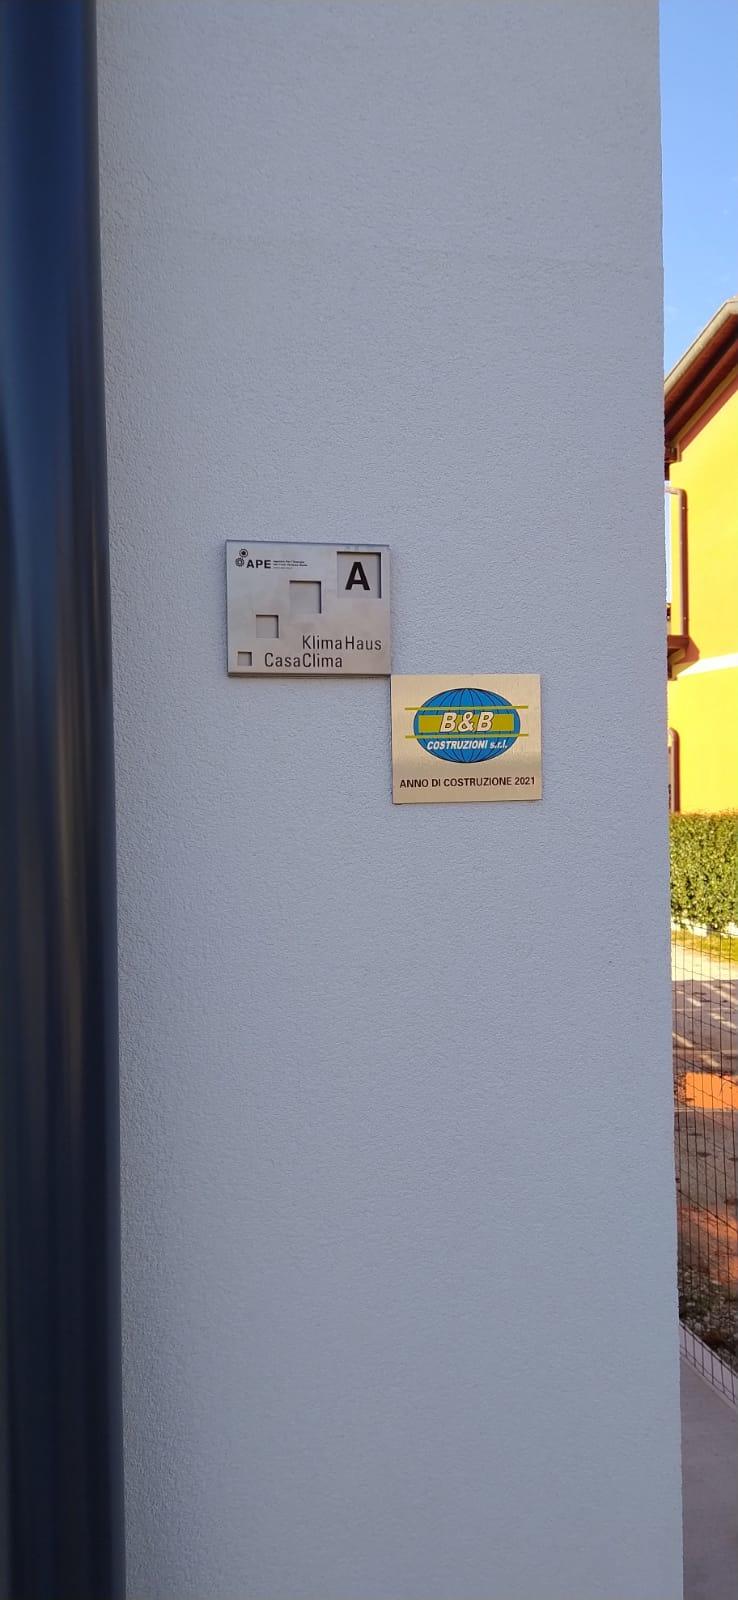 APE
A
KlimaHaus
CasaClima
B&B
COSTRUZIONI s.r.l.
ANNO DI COSTRUZIONE 2021